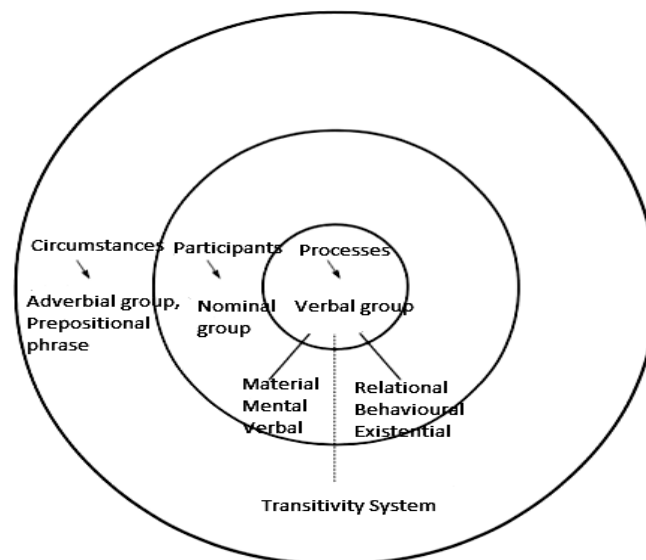 Circumstances
Adverbial group,
Prepositional
phrase
Participants
Nominal
group
Processes
Verbal group
Material
Mental
Verbal
Relational
Behavioural
Existential
Transitivity System